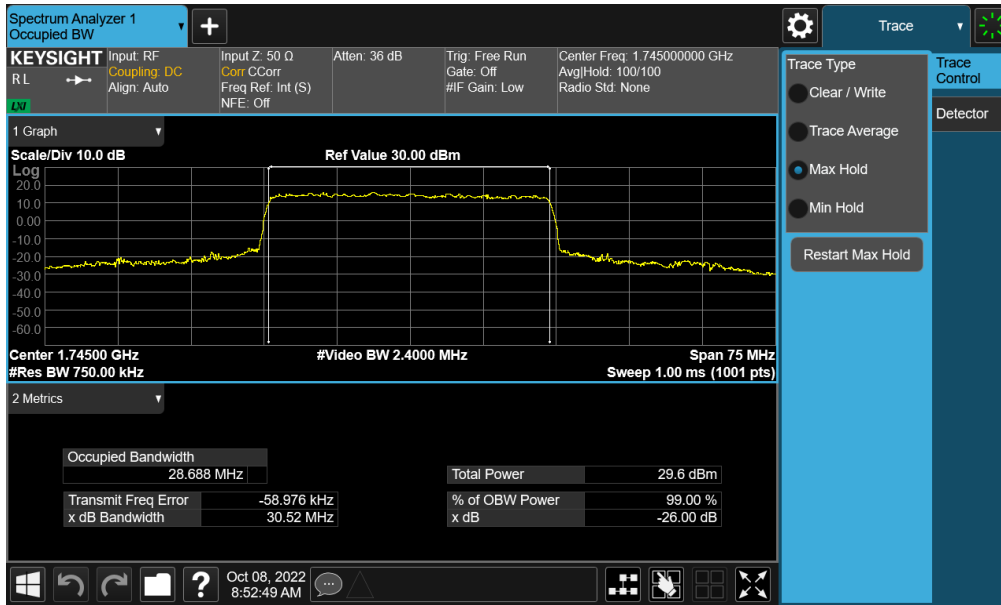 Spectrum Analyzer 1
Occupied BW
+
Trace
KEYSIGHT
R L
LXI
Input: RF
Coupling: DC
Align: Auto
Input Z: 50 Ω
Corr CCorr
Freq Ref: Int (S)
NFE: Off
Atten: 36 dB
Trig: Free Run
Gate: Off
#IF Gain: Low
Center Freq: 1.745000000 GHz
Avg|Hold: 100/100
Radio Std: None
Trace Type
Clear / Write
Trace Average
Max Hold
Min Hold
Restart Max Hold
Trace
Control
Detector
1 Graph
Scale/Div 10.0 dB
Ref Value 30.00 dBm
Log
20.0
10.0
0.00
-10.0
-20.0
-30.0
-40.0
-50.0
-60.0
Center 1.74500 GHz
#Video BW 2.4000 MHz
Span 75 MHz
#Res BW 750.00 kHz
Sweep 1.00 ms (1001 pts)
2 Metrics
Occupied Bandwidth
28.688 MHz
Total Power 29.6 dBm
Transmit Freq Error -58.976 kHz
% of OBW Power 99.00 %
x dB Bandwidth 30.52 MHz
x dB -26.00 dB
?
Oct 08, 2022
8:52:49 AM